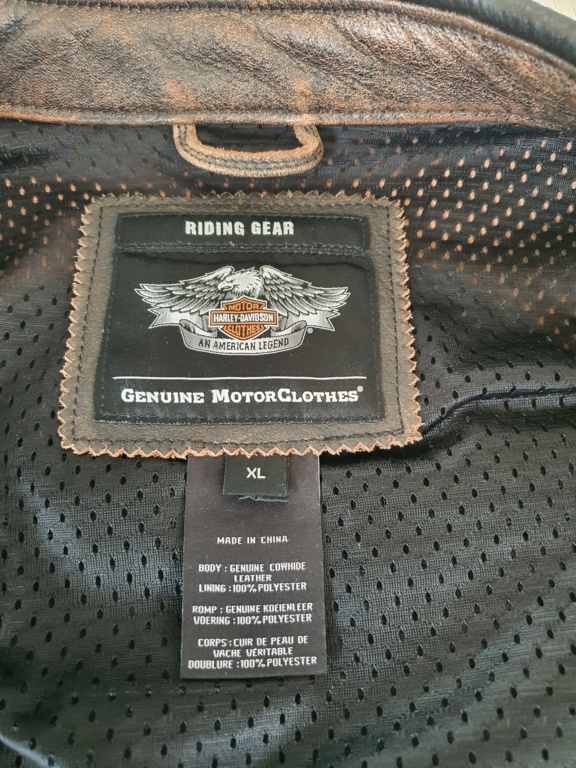 RIDING GEAR
MOTOR
HARLEY-DAVIDSON
CLOTHES
®
AN AMERICAN LEGEND
GENUINE MOTORCLOTHES®
XL
MADE IN CHINA
BODY : GENUINE COWHIDE
LEATHER
LINING : 100% POLYESTER
ROMP : GENUINE KOEIENLEER
VOERING : 100% POLYESTER
CORPS : CUIR DE PEAU DE
VACHE VÉRITABLE
DOUBLURE : 100% POLYESTER